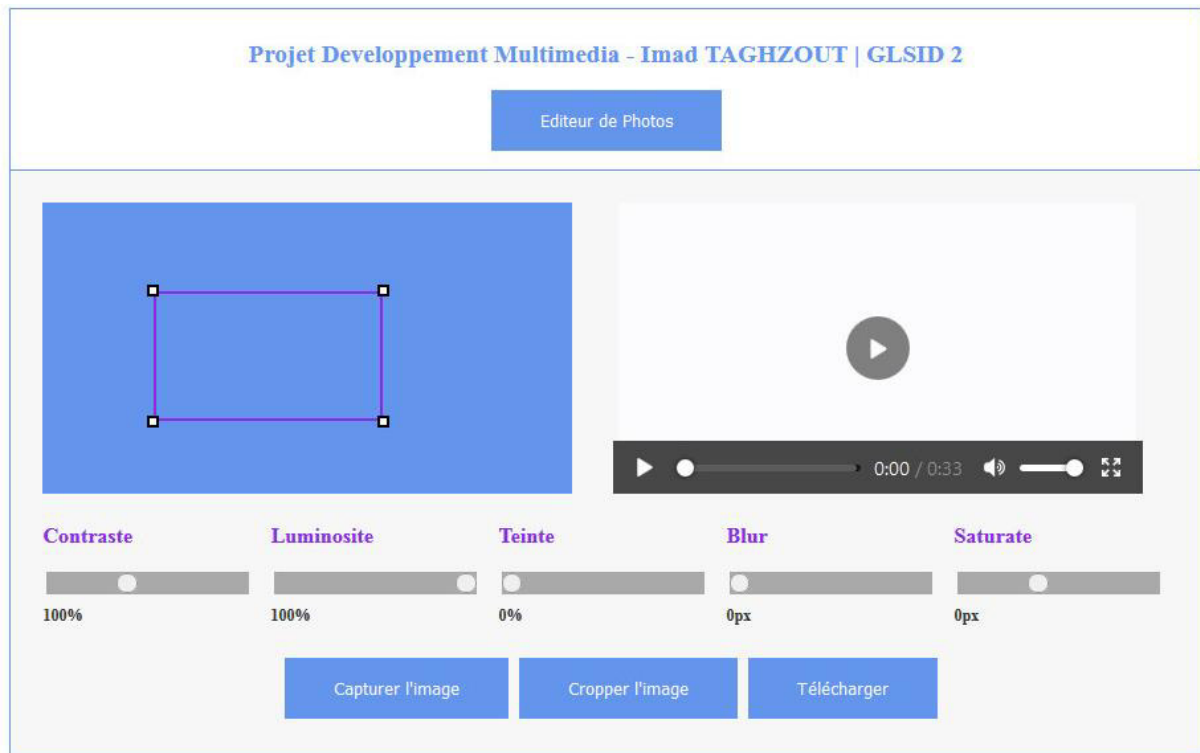 Projet Developpement Multimedia - Imad TAGHZOUT | GLSID 2
Editeur de Photos
0:00 / 0:33
Contraste Luminosite Teinte Blur Saturate
100% 100% 0% 0px 0px
Capturer l'image Cropper l'image Télécharger